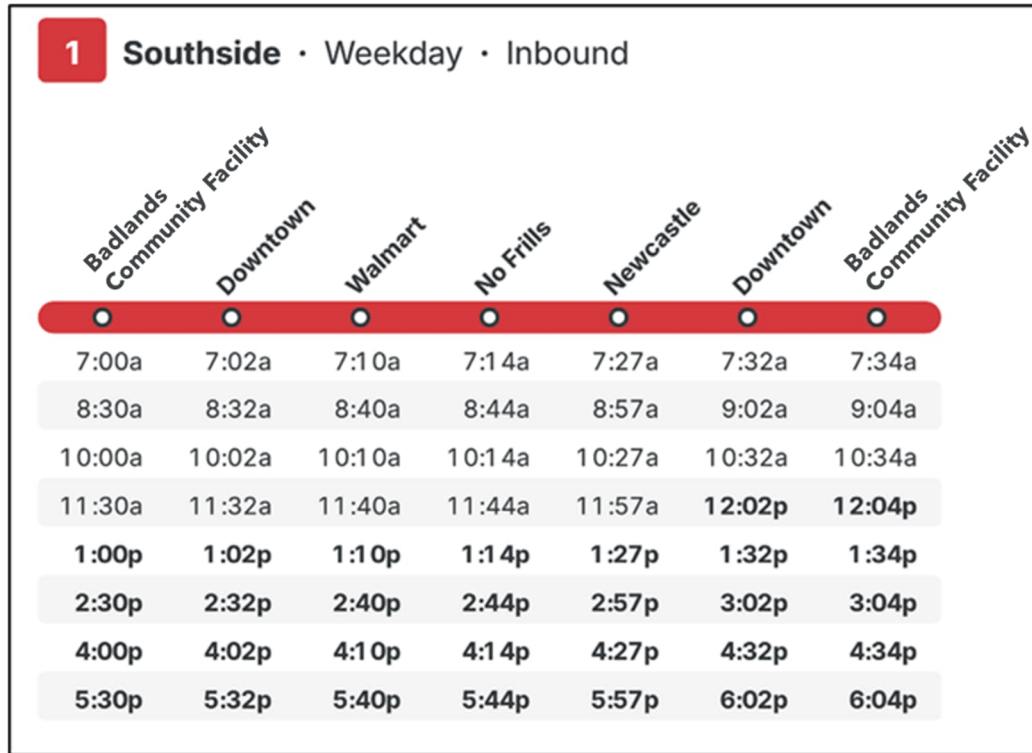 1 Southside · Weekday · Inbound
Badlands
Community Facility
Downtown
Walmart
No Frills
Newcastle
Downtown
Badlands
Community Facility
7:00a 7:02a 7:10a 7:14a 7:27a 7:32a 7:34a
8:30a 8:32a 8:40a 8:44a 8:57a 9:02a 9:04a
10:00a 10:02a 10:10a 10:14a 10:27a 10:32a 10:34a
11:30a 11:32a 11:40a 11:44a 11:57a 12:02p 12:04p
1:00p 1:02p 1:10p 1:14p 1:27p 1:32p 1:34p
2:30p 2:32p 2:40p 2:44p 2:57p 3:02p 3:04p
4:00p 4:02p 4:10p 4:14p 4:27p 4:32p 4:34p
5:30p 5:32p 5:40p 5:44p 5:57p 6:02p 6:04p